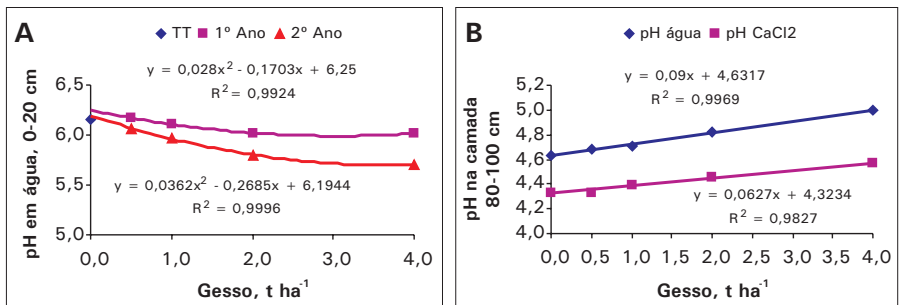 A
TT 1º Ano 2º Ano
pH em água, 0-20 cm
6,5
6,0
5,5
5,0
y = 0,028x² - 0,1703x + 6,25
R² = 0,9924
y = 0,0362x² - 0,2685x + 6,1944
R² = 0,9996
0,0 1,0 2,0 3,0 4,0
Gesso, t ha⁻¹
B
pH água pH CaCl2
pH na camada
80-100 cm
5,2
5,0
4,8
4,6
4,4
4,2
4,0
y = 0,09x + 4,6317
R² = 0,9969
y = 0,0627x + 4,3234
R² = 0,9827
0,0 0,5 1,0 1,5 2,0 2,5 3,0 3,5 4,0
Gesso, t ha⁻¹